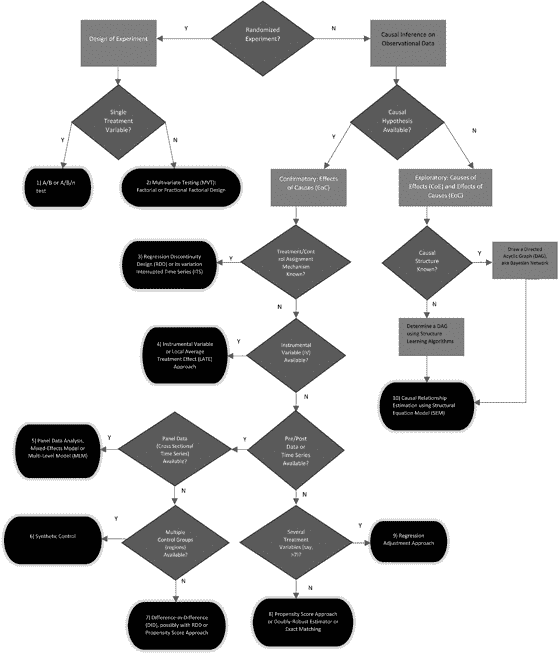 Y
Randomized
Experiment?
N
Design of Experiment
Causal Inference on
Observational Data
Single
Treatment
Variable?
Y
N
1) A/B or A/B/n
test
2) Multivariate Testing (MVT):
Factorial or Fractional Factorial Design
Causal
Hypothesis
Available?
Y
N
Confirmatory: Effects
of Causes (EoC)
Exploratory: Causes of
Effects (CoE) and Effects of
Causes (EoC)
3) Regression Discontinuity
Design (RDD) or its variation
Interrupted Time Series (ITS)
Y
Treatment/Cont
rol Assignment
Mechanism
Known?
N
Causal
Structure
Known?
Y
Draw a Directed
Acyclic Graph (DAG),
N
Determine a DAG
using Structure
Learning Algorithms
4) Instrumental Variable
or Local Average
Treatment Effect (LATE)
Approach
Y
Instrumental
Variable (IV)
Available?
N
10) Causal Relationship
Estimation using Structural
Equation Model (SEM)
5) Panel Data Analysis,
Mixed-Effects Model or
Multi-Level Model (MLM)
Y
Panel Data
(Cross Sectional
Time Series)
Available?
Y
Pre/Post
Data or
Time Series
Available?
N
N
6) Synthetic Control
Y
Multiple
Control Groups
(regions)
Available?
N
Several
Treatment
Variables (say,
Y
9) Regression
Adjustment Approach
N
7) Difference-in-Difference
(DID), possibly with RDD or
Propensity Score Approach
8) Propensity Score Approach
or Doubly-Robust Estimator or
Exact Matching